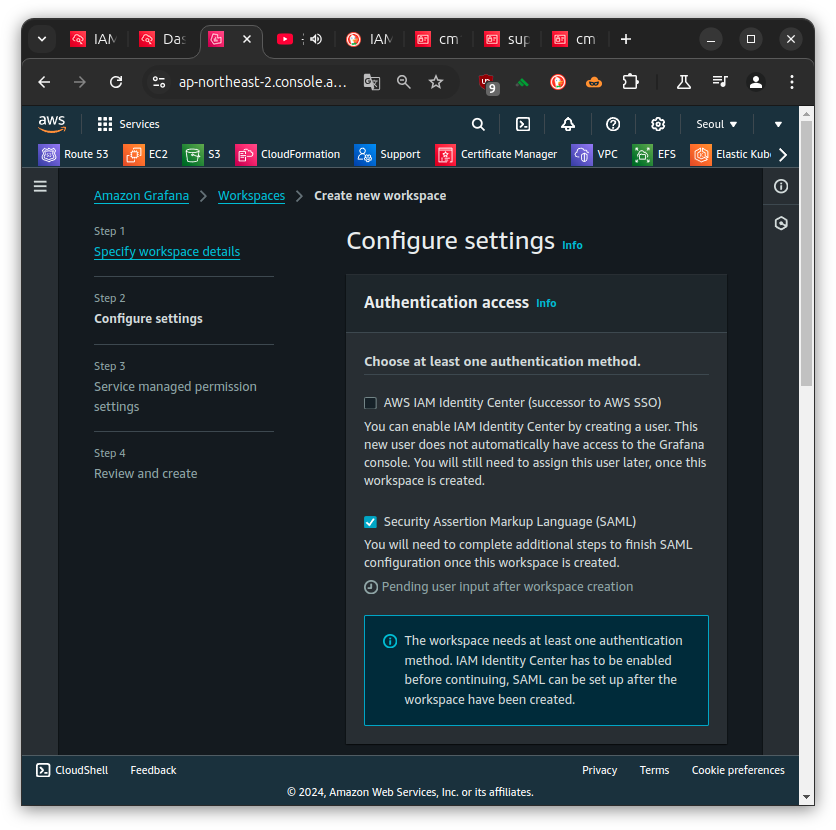 IAM
Das
IAM
cm
sup
cm
ap-northeast-2.console.a...
9
aws
Services
Seoul
Route 53
EC2
S3
CloudFormation
Support
Certificate Manager
VPC
EFS
Elastic Kub
Amazon Grafana
Workspaces
Create new workspace
Step 1
Specify workspace details
Step 2
Configure settings
Step 3
Service managed permission
settings
Step 4
Review and create
Configure settings Info
Authentication access Info
Choose at least one authentication method.
AWS IAM Identity Center (successor to AWS SSO)
You can enable IAM Identity Center by creating a user. This
new user does not automatically have access to the Grafana
console. You will still need to assign this user later, once this
workspace is created.
Security Assertion Markup Language (SAML)
You will need to complete additional steps to finish SAML
configuration once this workspace is created.
Pending user input after workspace creation
The workspace needs at least one authentication
method. IAM Identity Center has to be enabled
before continuing, SAML can be set up after the
workspace have been created.
CloudShell
Feedback
Privacy
Terms
Cookie preferences
© 2024, Amazon Web Services, Inc. or its affiliates.